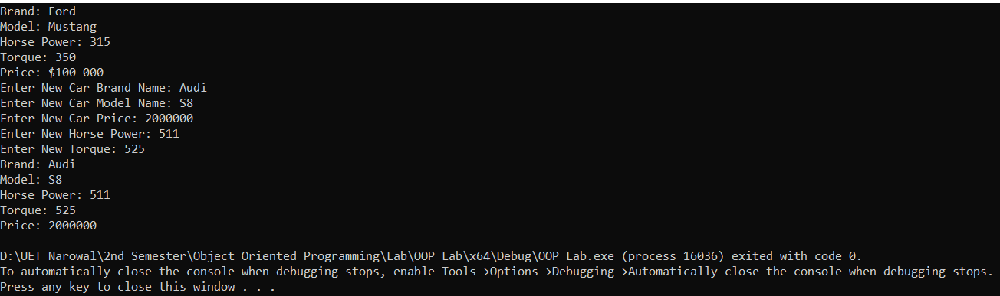 Brand: Ford
Model: Mustang
Horse Power: 315
Torque: 350
Price: $100 000
Enter New Car Brand Name: Audi
Enter New Car Model Name: S8
Enter New Car Price: 2000000
Enter New Horse Power: 511
Enter New Torque: 525
Brand: Audi
Model: S8
Horse Power: 511
Torque: 525
Price: 2000000
D:\UET Narowal\2nd Semester\Object Oriented Programming\Lab\OOP Lab\x64\Debug\OOP Lab.exe (process 16036) exited with code 0.
To automatically close the console when debugging stops, enable Tools->Options->Debugging->Automatically close the console when debugging stops.
Press any key to close this window . . .